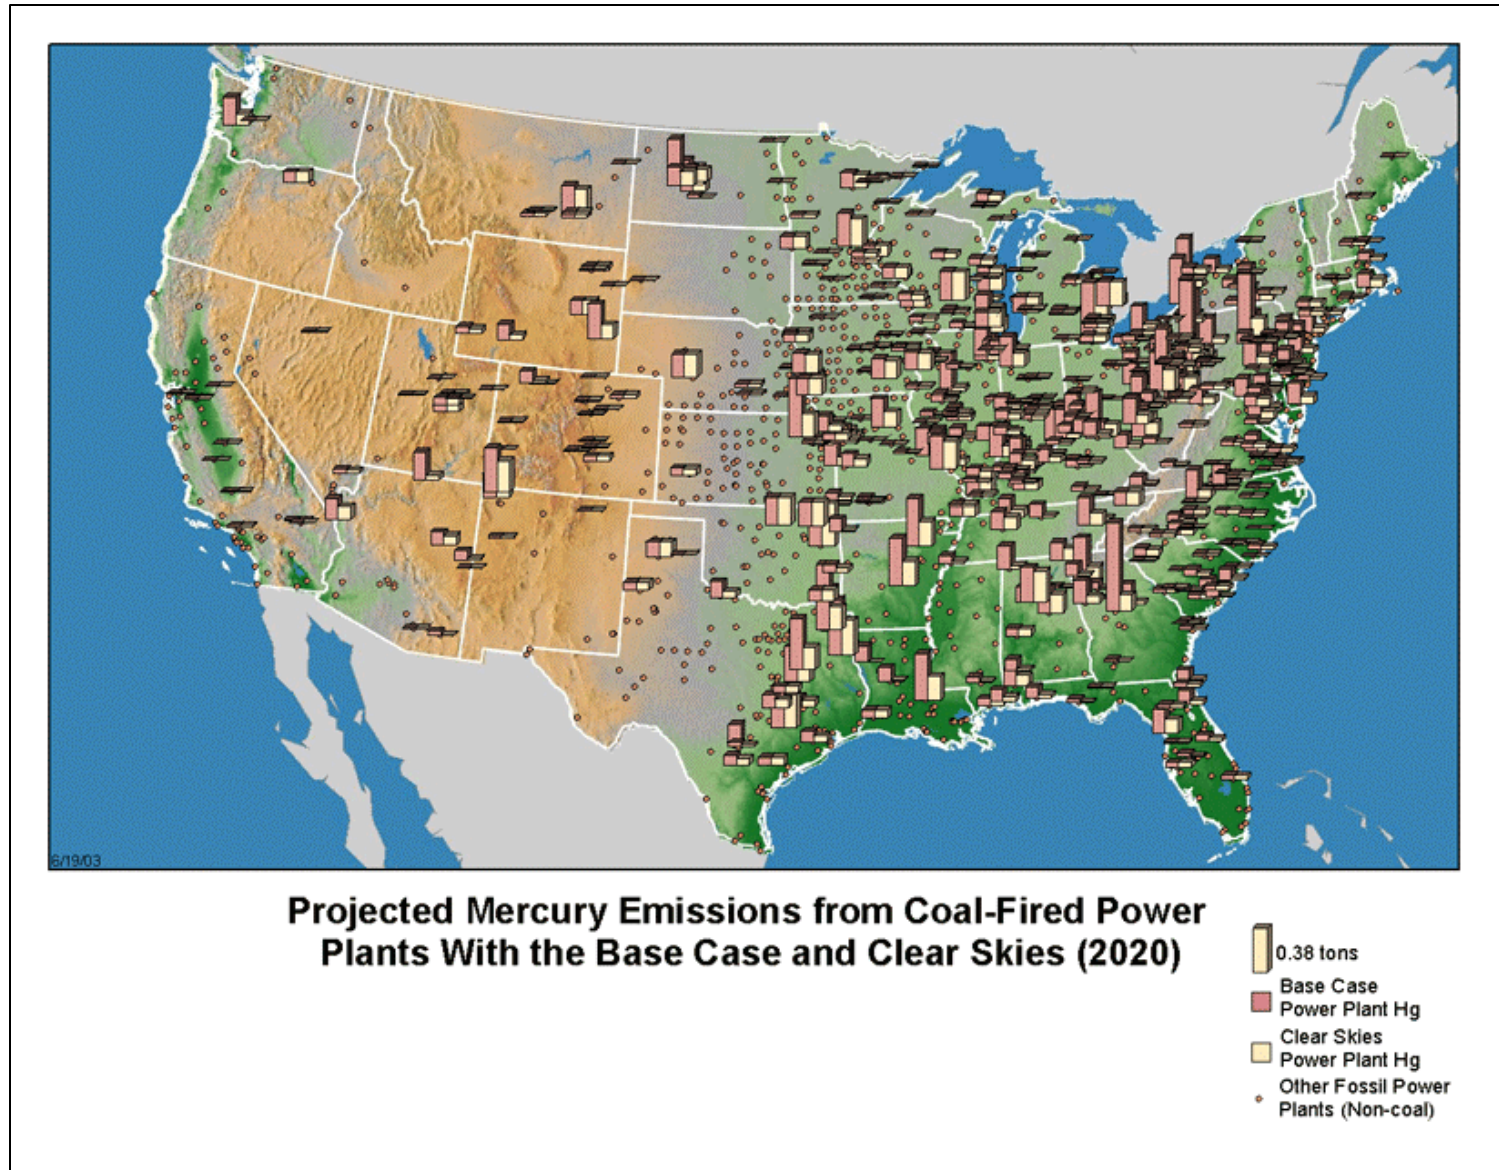 6/19/03
Projected Mercury Emissions from Coal-Fired Power
Plants With the Base Case and Clear Skies (2020)
0.38 tons
Base Case
Power Plant Hg
Clear Skies
Power Plant Hg
Other Fossil Power
Plants (Non-coal)